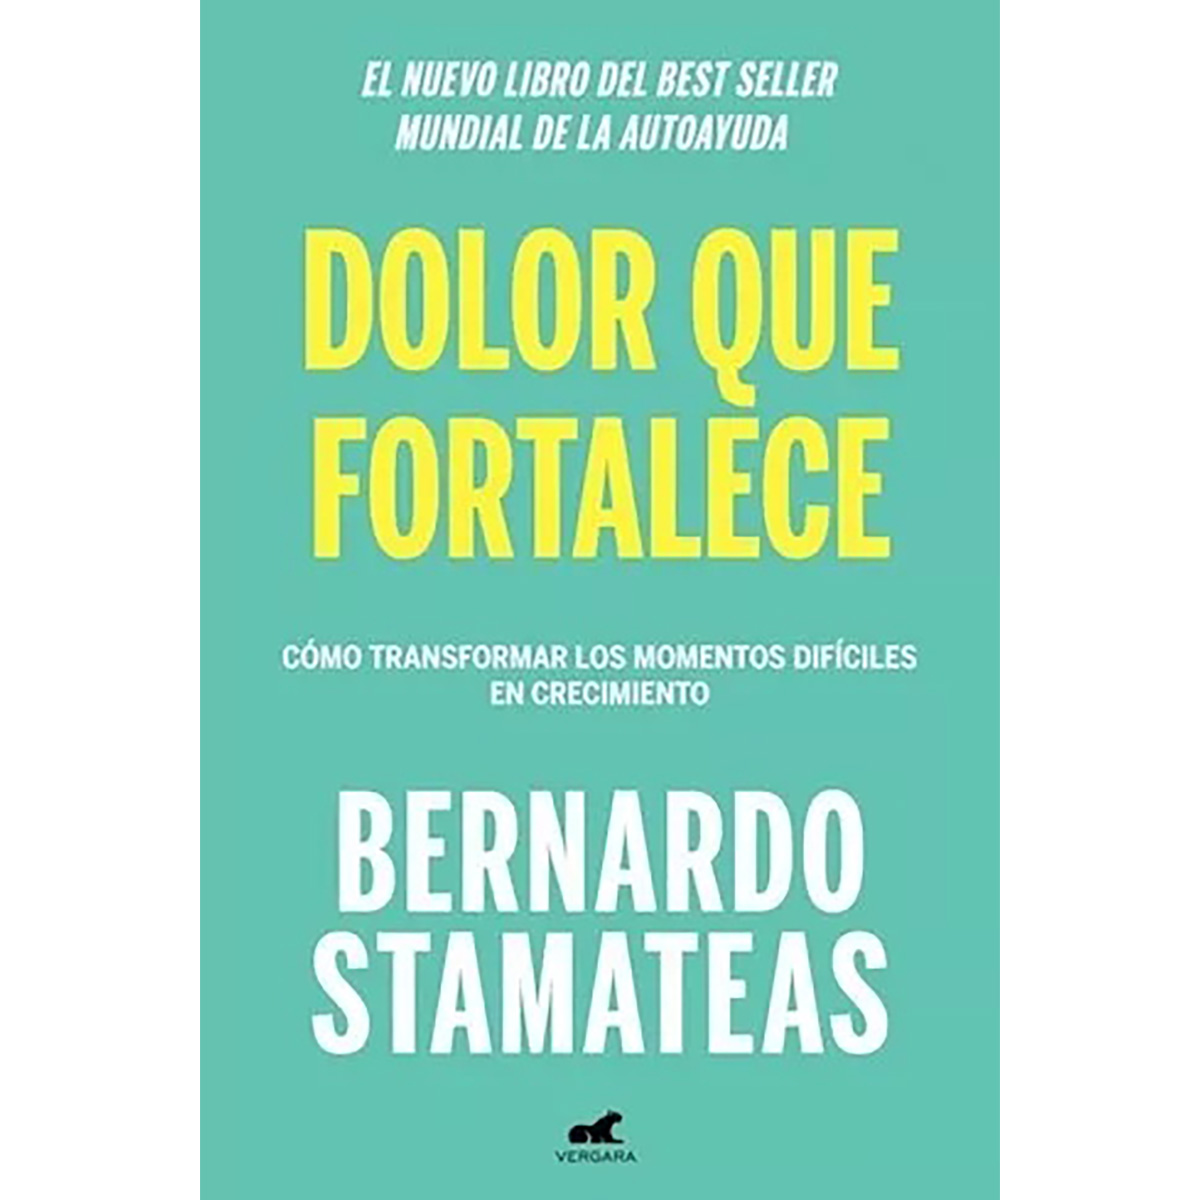 EL NUEVO LIBRO DEL BEST SELLER
MUNDIAL DE LA AUTOAYUDA
DOLOR QUE
FORTALECE
CÓMO TRANSFORMAR LOS MOMENTOS DIFÍCILES
EN CRECIMIENTO
BERNARDO
STAMATEAS
VERGARA